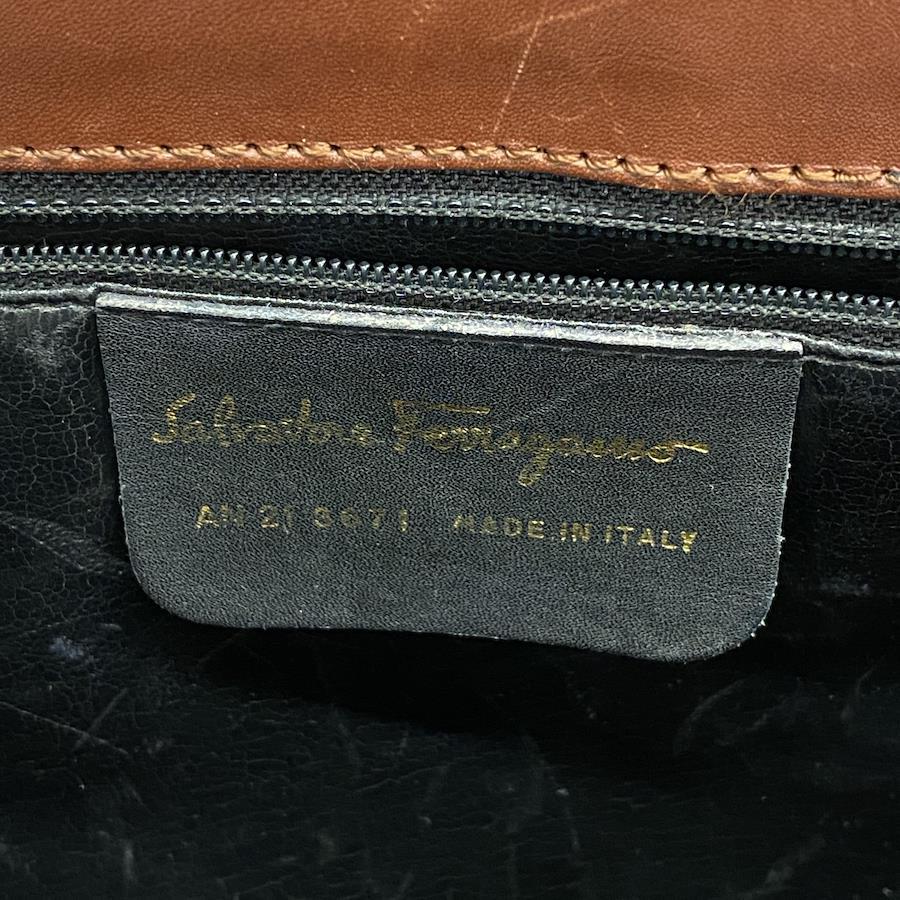 Salvatore Ferragamo
AN 21 3671 MADE IN ITALY